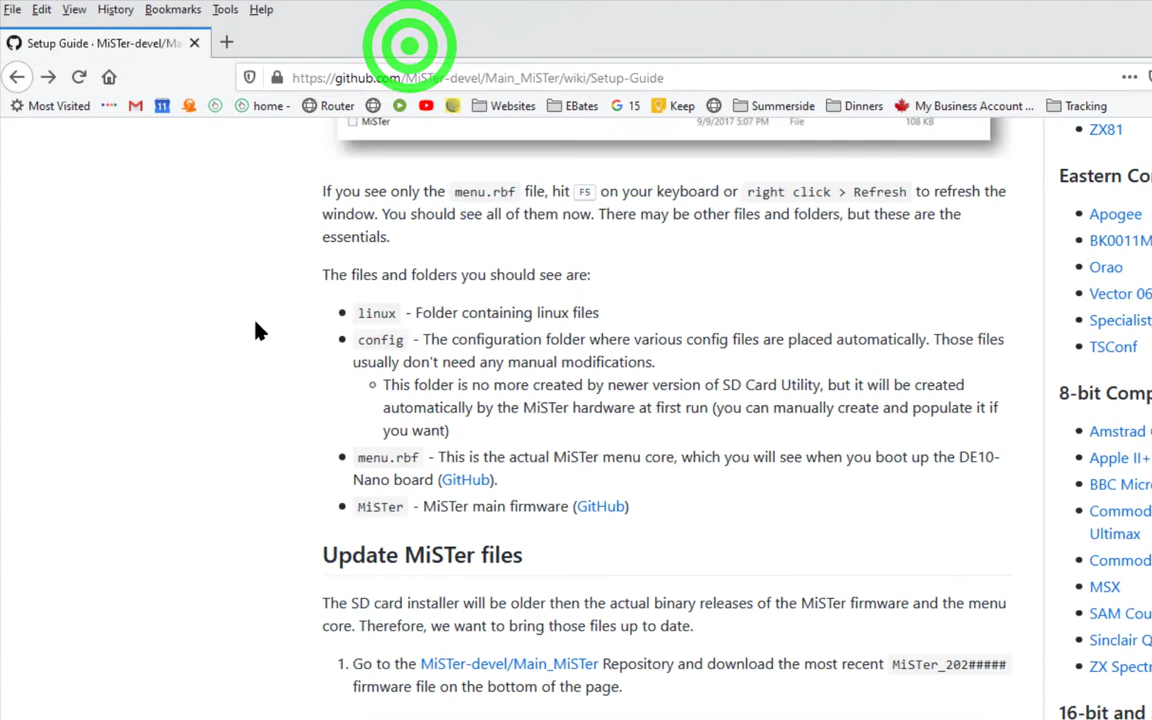 File Edit View History Bookmarks Tools Help
Setup Guide · MiSTer-devel/Ma
https://github.com/MiSTer-devel/Main_MiSTer/wiki/Setup-Guide
Most Visited 11 home - Router Websites EBates G 15 Keep Summerside Dinners My Business Account ... Tracking
MiSTer 9/9/2017 5:07 PM File 108 KB
If you see only the menu.rbf file, hit F5 on your keyboard or right click > Refresh to refresh the
window. You should see all of them now. There may be other files and folders, but these are the
essentials.
The files and folders you should see are:
linux - Folder containing linux files
config - The configuration folder where various config files are placed automatically. Those files
usually don't need any manual modifications.
This folder is no more created by newer version of SD Card Utility, but it will be created
automatically by the MiSTer hardware at first run (you can manually create and populate it if
you want)
menu.rbf - This is the actual MiSTer menu core, which you will see when you boot up the DE10-
Nano board (GitHub).
MiSTer - MiSTer main firmware (GitHub)
Update MiSTer files
The SD card installer will be older then the actual binary releases of the MiSTer firmware and the menu
core. Therefore, we want to bring those files up to date.
1. Go to the MiSTer-devel/Main_MiSTer Repository and download the most recent MiSTer_202#####
firmware file on the bottom of the page.
ZX81
Eastern Co
Apogee
BK0011M
Orao
Vector 06
Specialist
TSConf
8-bit Comp
Amstrad
Apple II+
BBC Micr
Commod
Ultimax
Commod
MSX
SAM Cou
Sinclair Q
ZX Spectr
16-bit and